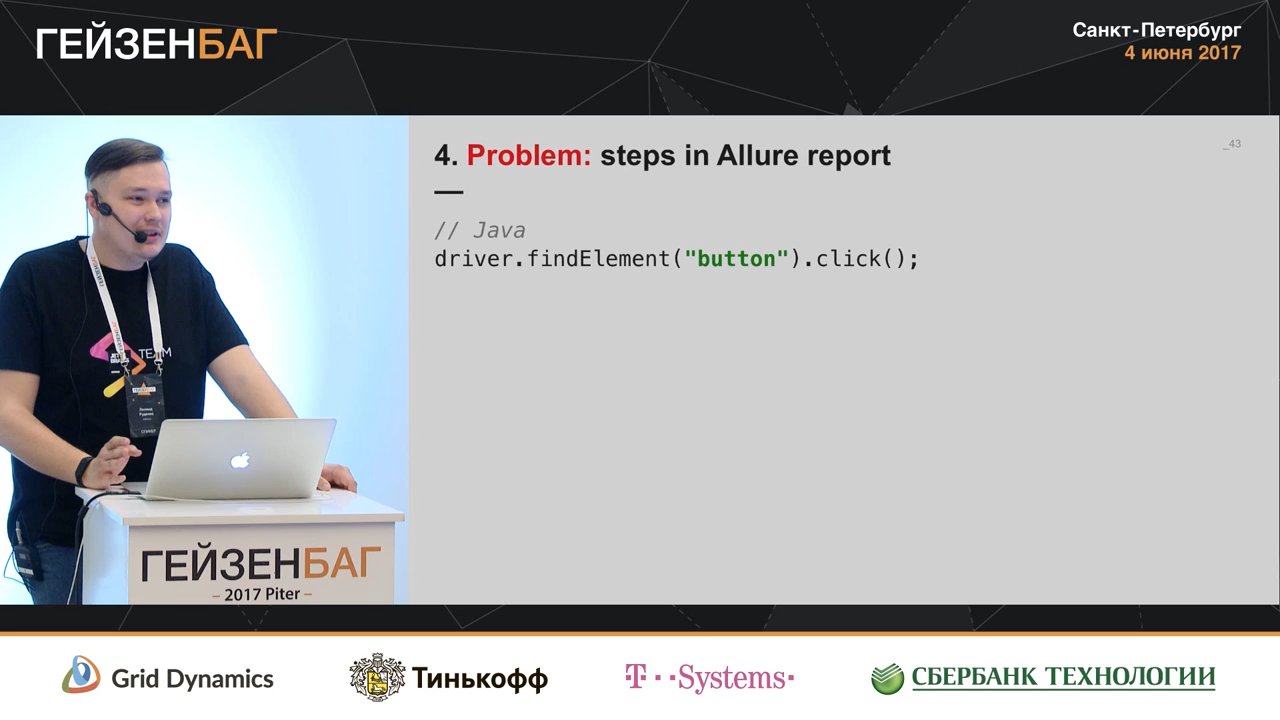 ГЕЙЗЕНБАГ
Санкт-Петербург
4 июня 2017
4. Problem: steps in Allure report
_43
// Java
driver.findElement("button").click();
TEAM
ГЕЙЗЕНБАГ
– 2017 Piter –
Grid Dynamics
Тинькофф
T··Systems·
СБЕРБАНК ТЕХНОЛОГИИ